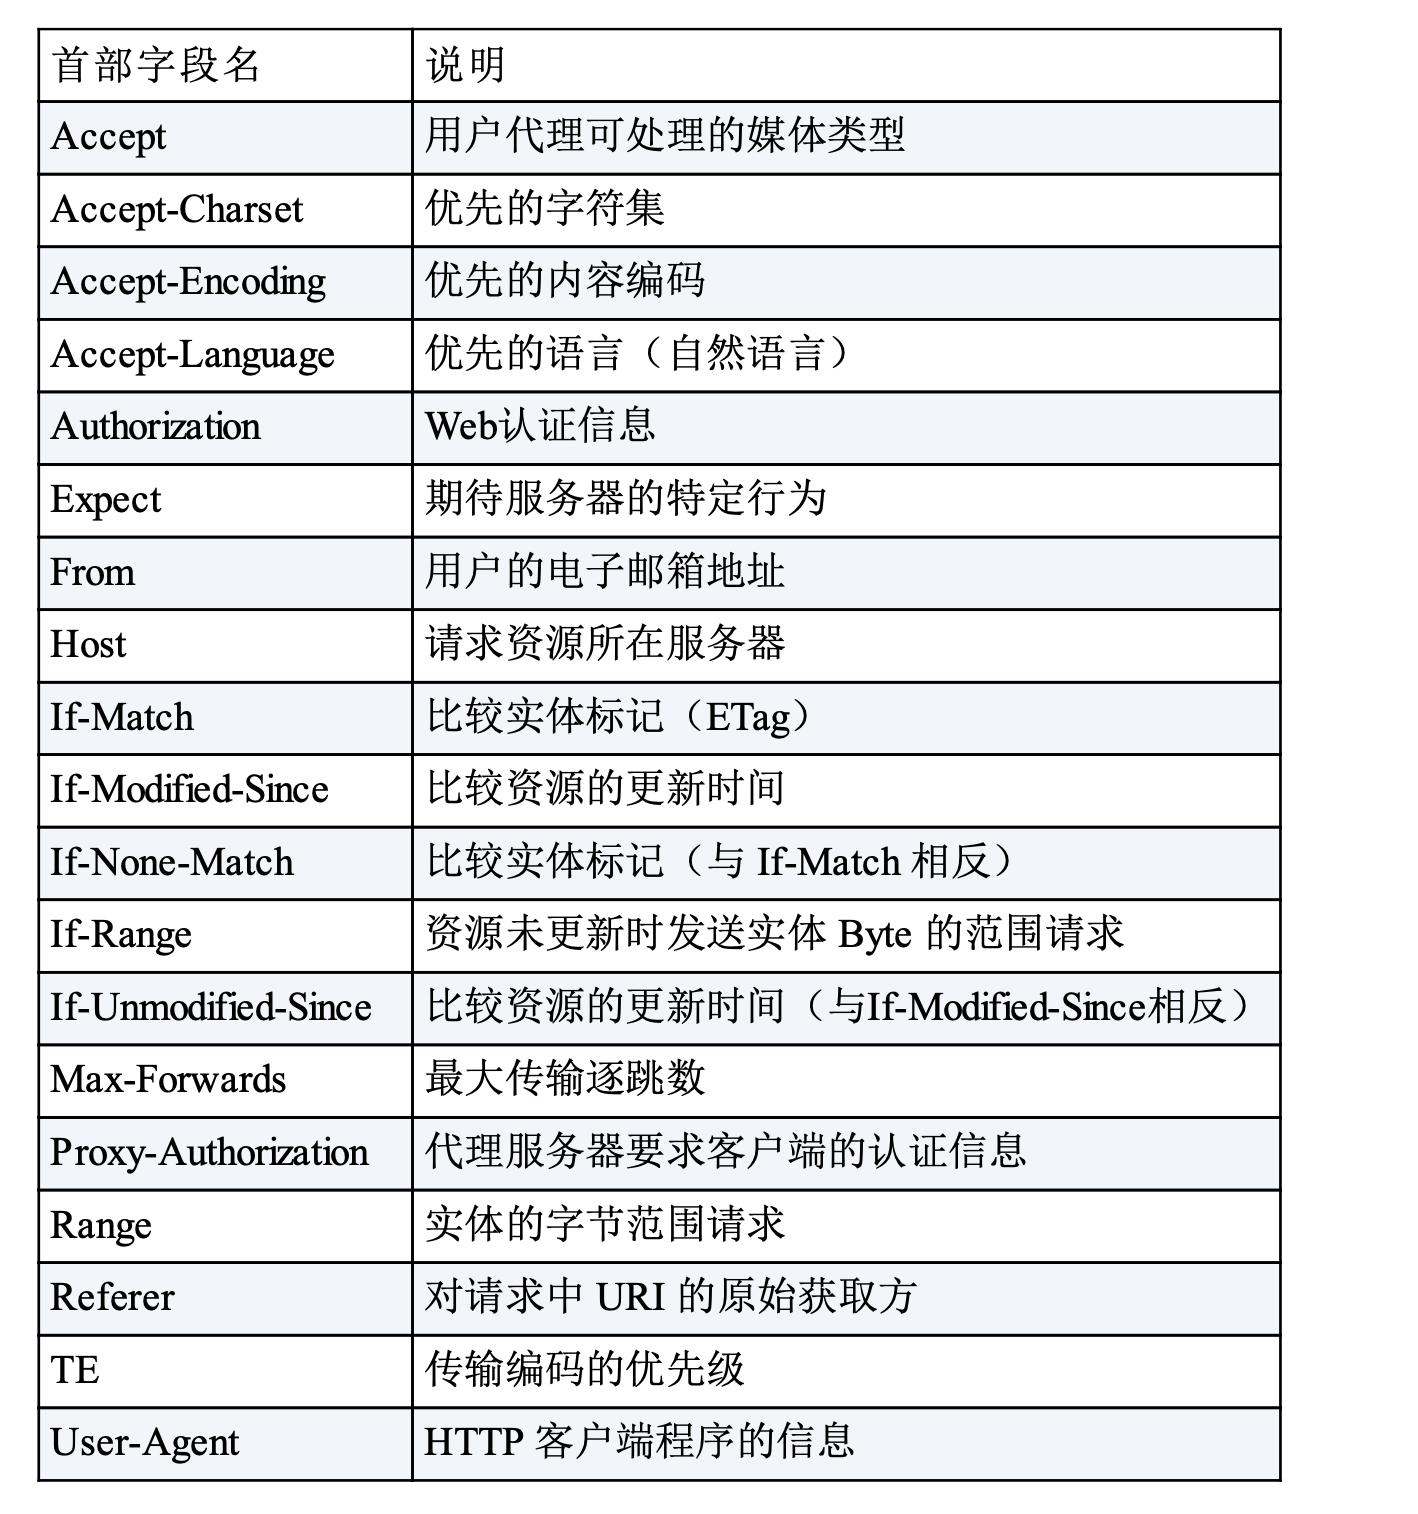 首部字段名 说明
Accept 用户代理可处理的媒体类型
Accept-Charset 优先的字符集
Accept-Encoding 优先的内容编码
Accept-Language 优先的语言（自然语言）
Authorization Web认证信息
Expect 期待服务器的特定行为
From 用户的电子邮箱地址
Host 请求资源所在服务器
If-Match 比较实体标记（ETag）
If-Modified-Since 比较资源的更新时间
If-None-Match 比较实体标记（与 If-Match 相反）
If-Range 资源未更新时发送实体 Byte 的范围请求
If-Unmodified-Since 比较资源的更新时间（与If-Modified-Since相反）
Max-Forwards 最大传输逐跳数
Proxy-Authorization 代理服务器要求客户端的认证信息
Range 实体的字节范围请求
Referer 对请求中 URI 的原始获取方
TE 传输编码的优先级
User-Agent HTTP 客户端程序的信息